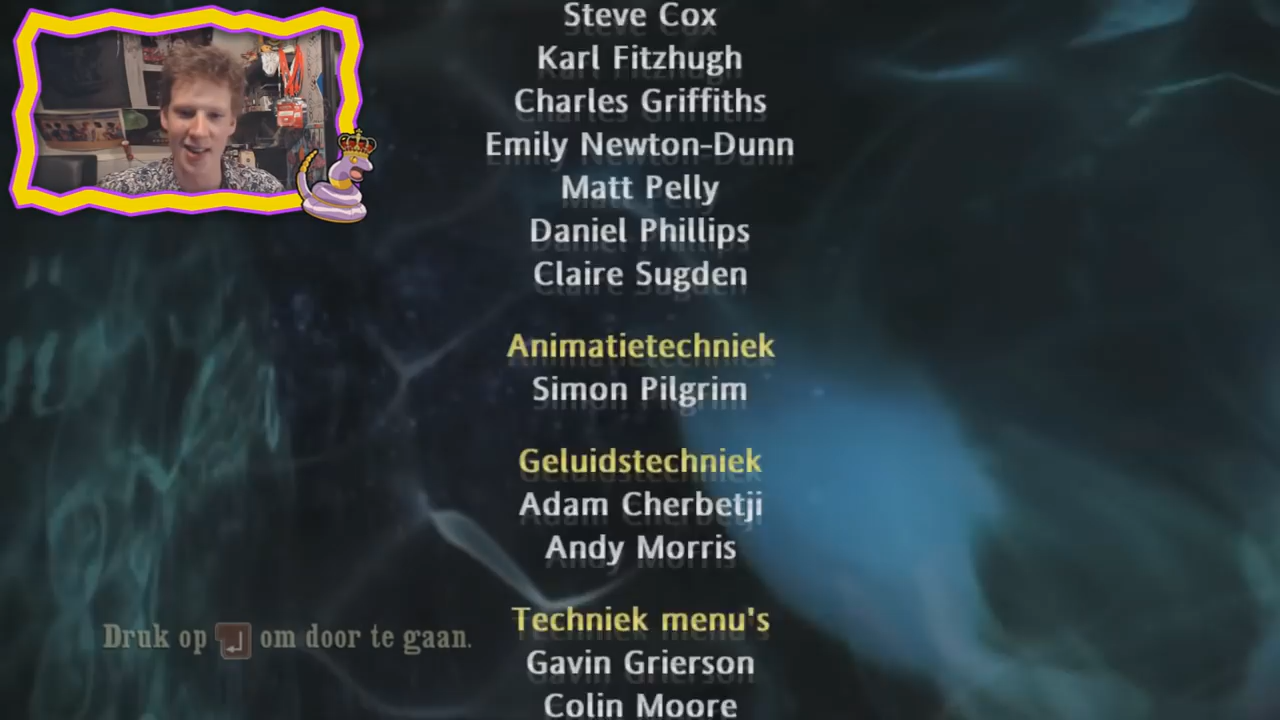 Steve Cox
Karl Fitzhugh
Charles Griffiths
Emily Newton-Dunn
Matt Pelly
Daniel Phillips
Claire Sugden
Animatietechniek
Simon Pilgrim
Geluidstechniek
Adam Cherbetji
Andy Morris
Techniek menu's
Gavin Grierson
Colin Moore
Druk op om door te gaan.